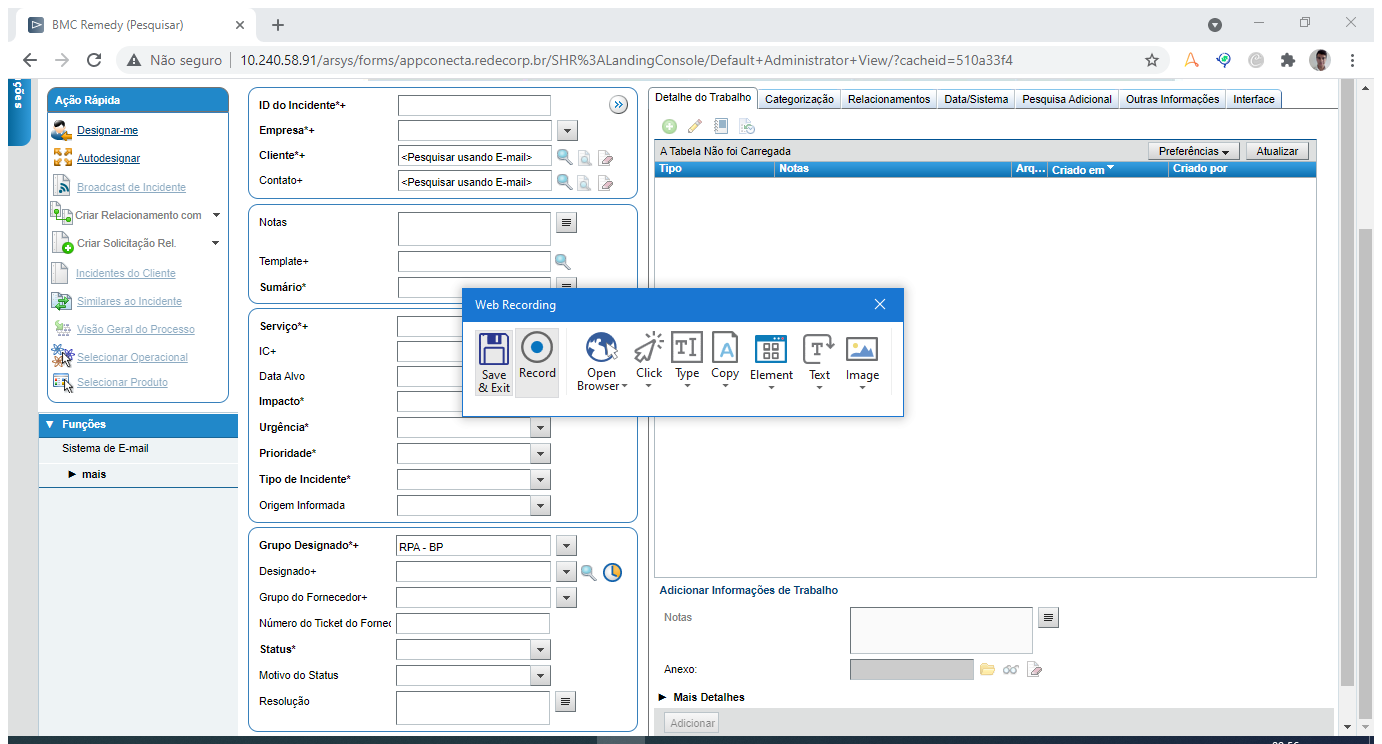 BMC Remedy (Pesquisar)
Não seguro
10.240.58.91/arsys/forms/appconecta.redecorp.br/SHR%3ALandingConsole/Default+Administrator+View/?cacheid=510a33f4
Ação Rápida
Designar-me
Autodesignar
Broadcast de Incidente
Criar Relacionamento com
Criar Solicitação Rel.
Incidentes do Cliente
Similares ao Incidente
Visão Geral do Processo
Selecionar Operacional
Selecionar Produto
Funções
Sistema de E-mail
mais
ID do Incidente*+
Empresa*+
Cliente*+ <Pesquisar usando E-mail>
Contato+ <Pesquisar usando E-mail>
Notas
Template+
Sumário*
Serviço*+
IC+
Data Alvo
Impacto*
Urgência*
Prioridade*
Tipo de Incidente*
Origem Informada
Grupo Designado*+ RPA - BP
Designado+
Grupo do Fornecedor+
Número do Ticket do Fornec
Status*
Motivo do Status
Resolução
Web Recording
Save & Exit
Record
Open Browser
Click
Type
Copy
Element
Text
Image
Detalhe do Trabalho Categorização Relacionamentos Data/Sistema Pesquisa Adicional Outras Informações Interface
A Tabela Não foi Carregada Preferências Atualizar
Tipo Notas Arq... Criado em Criado por
Adicionar Informações de Trabalho
Notas
Anexo:
Mais Detalhes
Adicionar